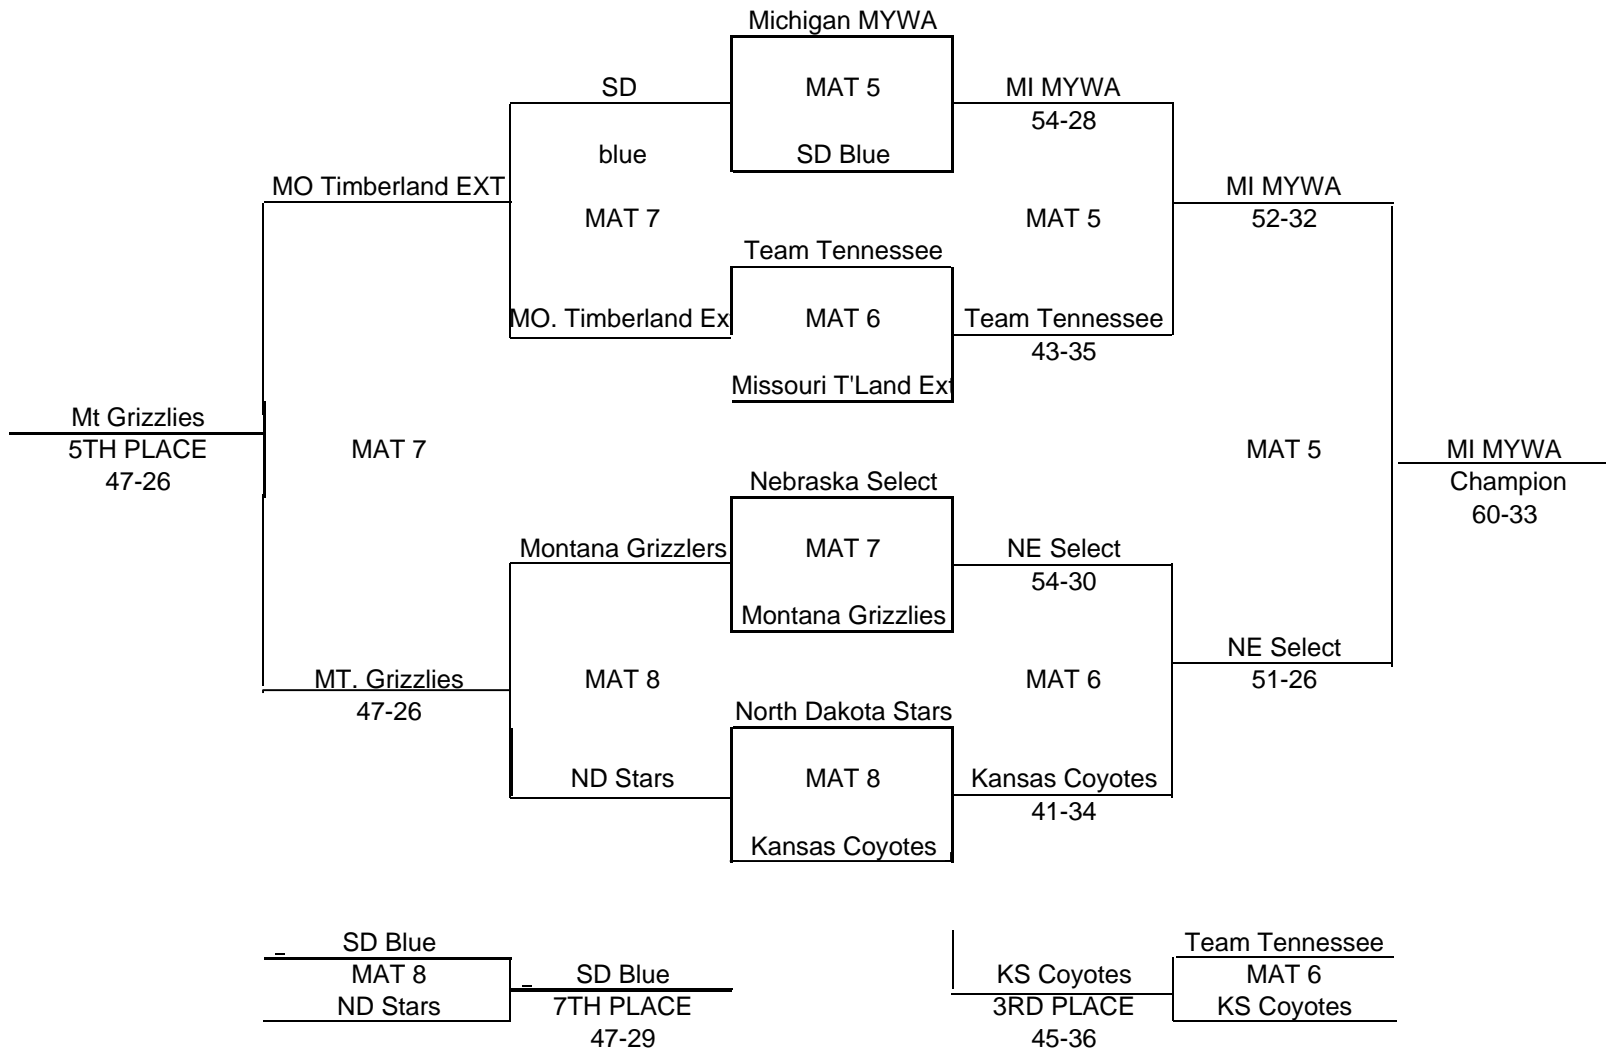 Michigan MYWA
SD
MAT 5
MI MYWA
54-28
blue
SD Blue
MO Timberland EXT
MI MYWA
MAT 7
MAT 5
52-32
Team Tennessee
MO. Timberland Ex
MAT 6
Team Tennessee
43-35
Missouri T'Land Ext
Mt Grizzlies
5TH PLACE
MAT 7
MAT 5
MI MYWA
47-26
Nebraska Select
Champion
60-33
Montana Grizzlers
MAT 7
NE Select
54-30
Montana Grizzlies
NE Select
MT. Grizzlies
MAT 8
MAT 6
51-26
47-26
North Dakota Stars
ND Stars
MAT 8
Kansas Coyotes
41-34
Kansas Coyotes
SD Blue
Team Tennessee
MAT 8
SD Blue
KS Coyotes
MAT 6
ND Stars
7TH PLACE
3RD PLACE
KS Coyotes
47-29
45-36